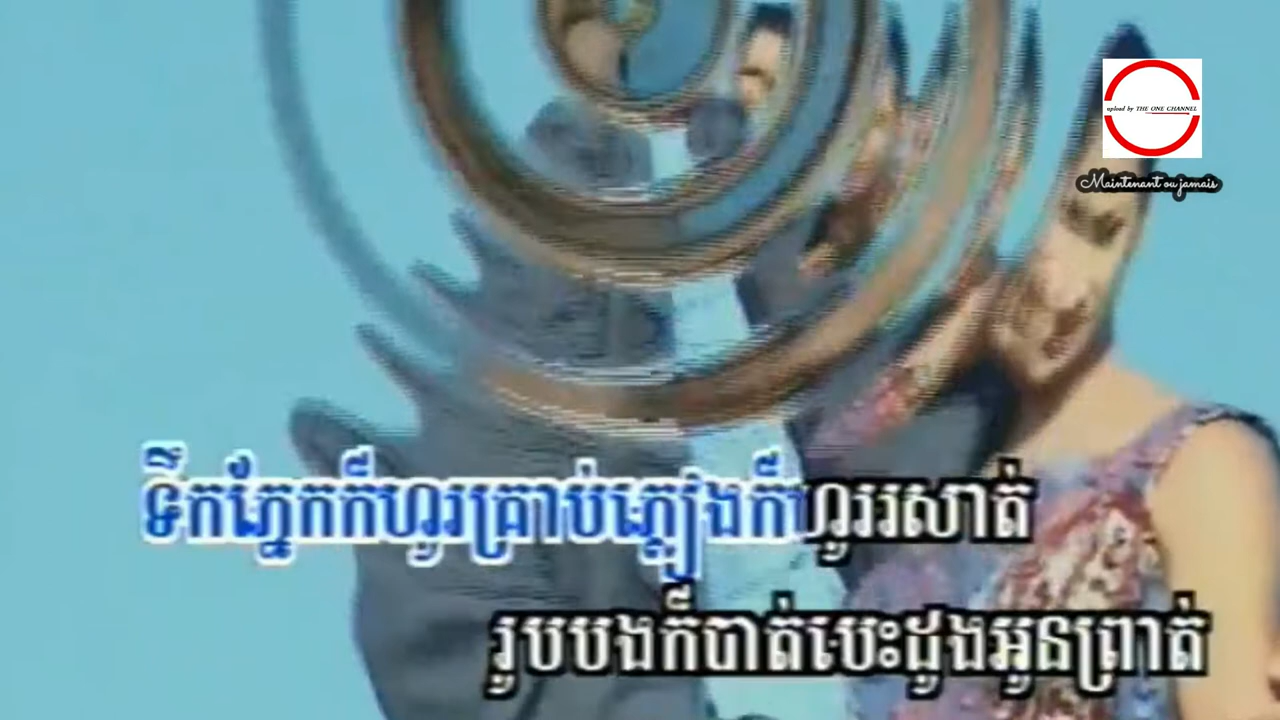 upload by THE ONE CHANNEL
Maintenant ou jamais
ទឹកភ្នែកក៏ហូរគ្រាប់ភ្លៀងក៏ហូររសាត់
រូបបងក៏បាត់បេះដូងអូនព្រាត់